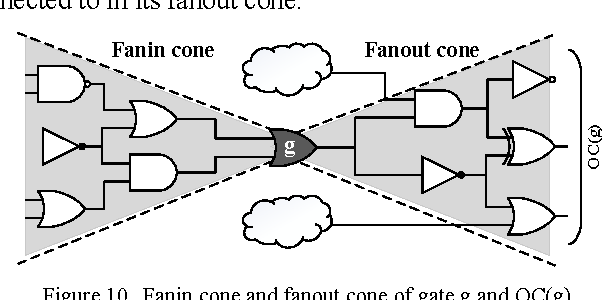 nected to in its fanout cone.
Fanin cone
Fanout cone
g
OC(g)
Figure 10. Fanin cone and fanout cone of gate g and OC(g)